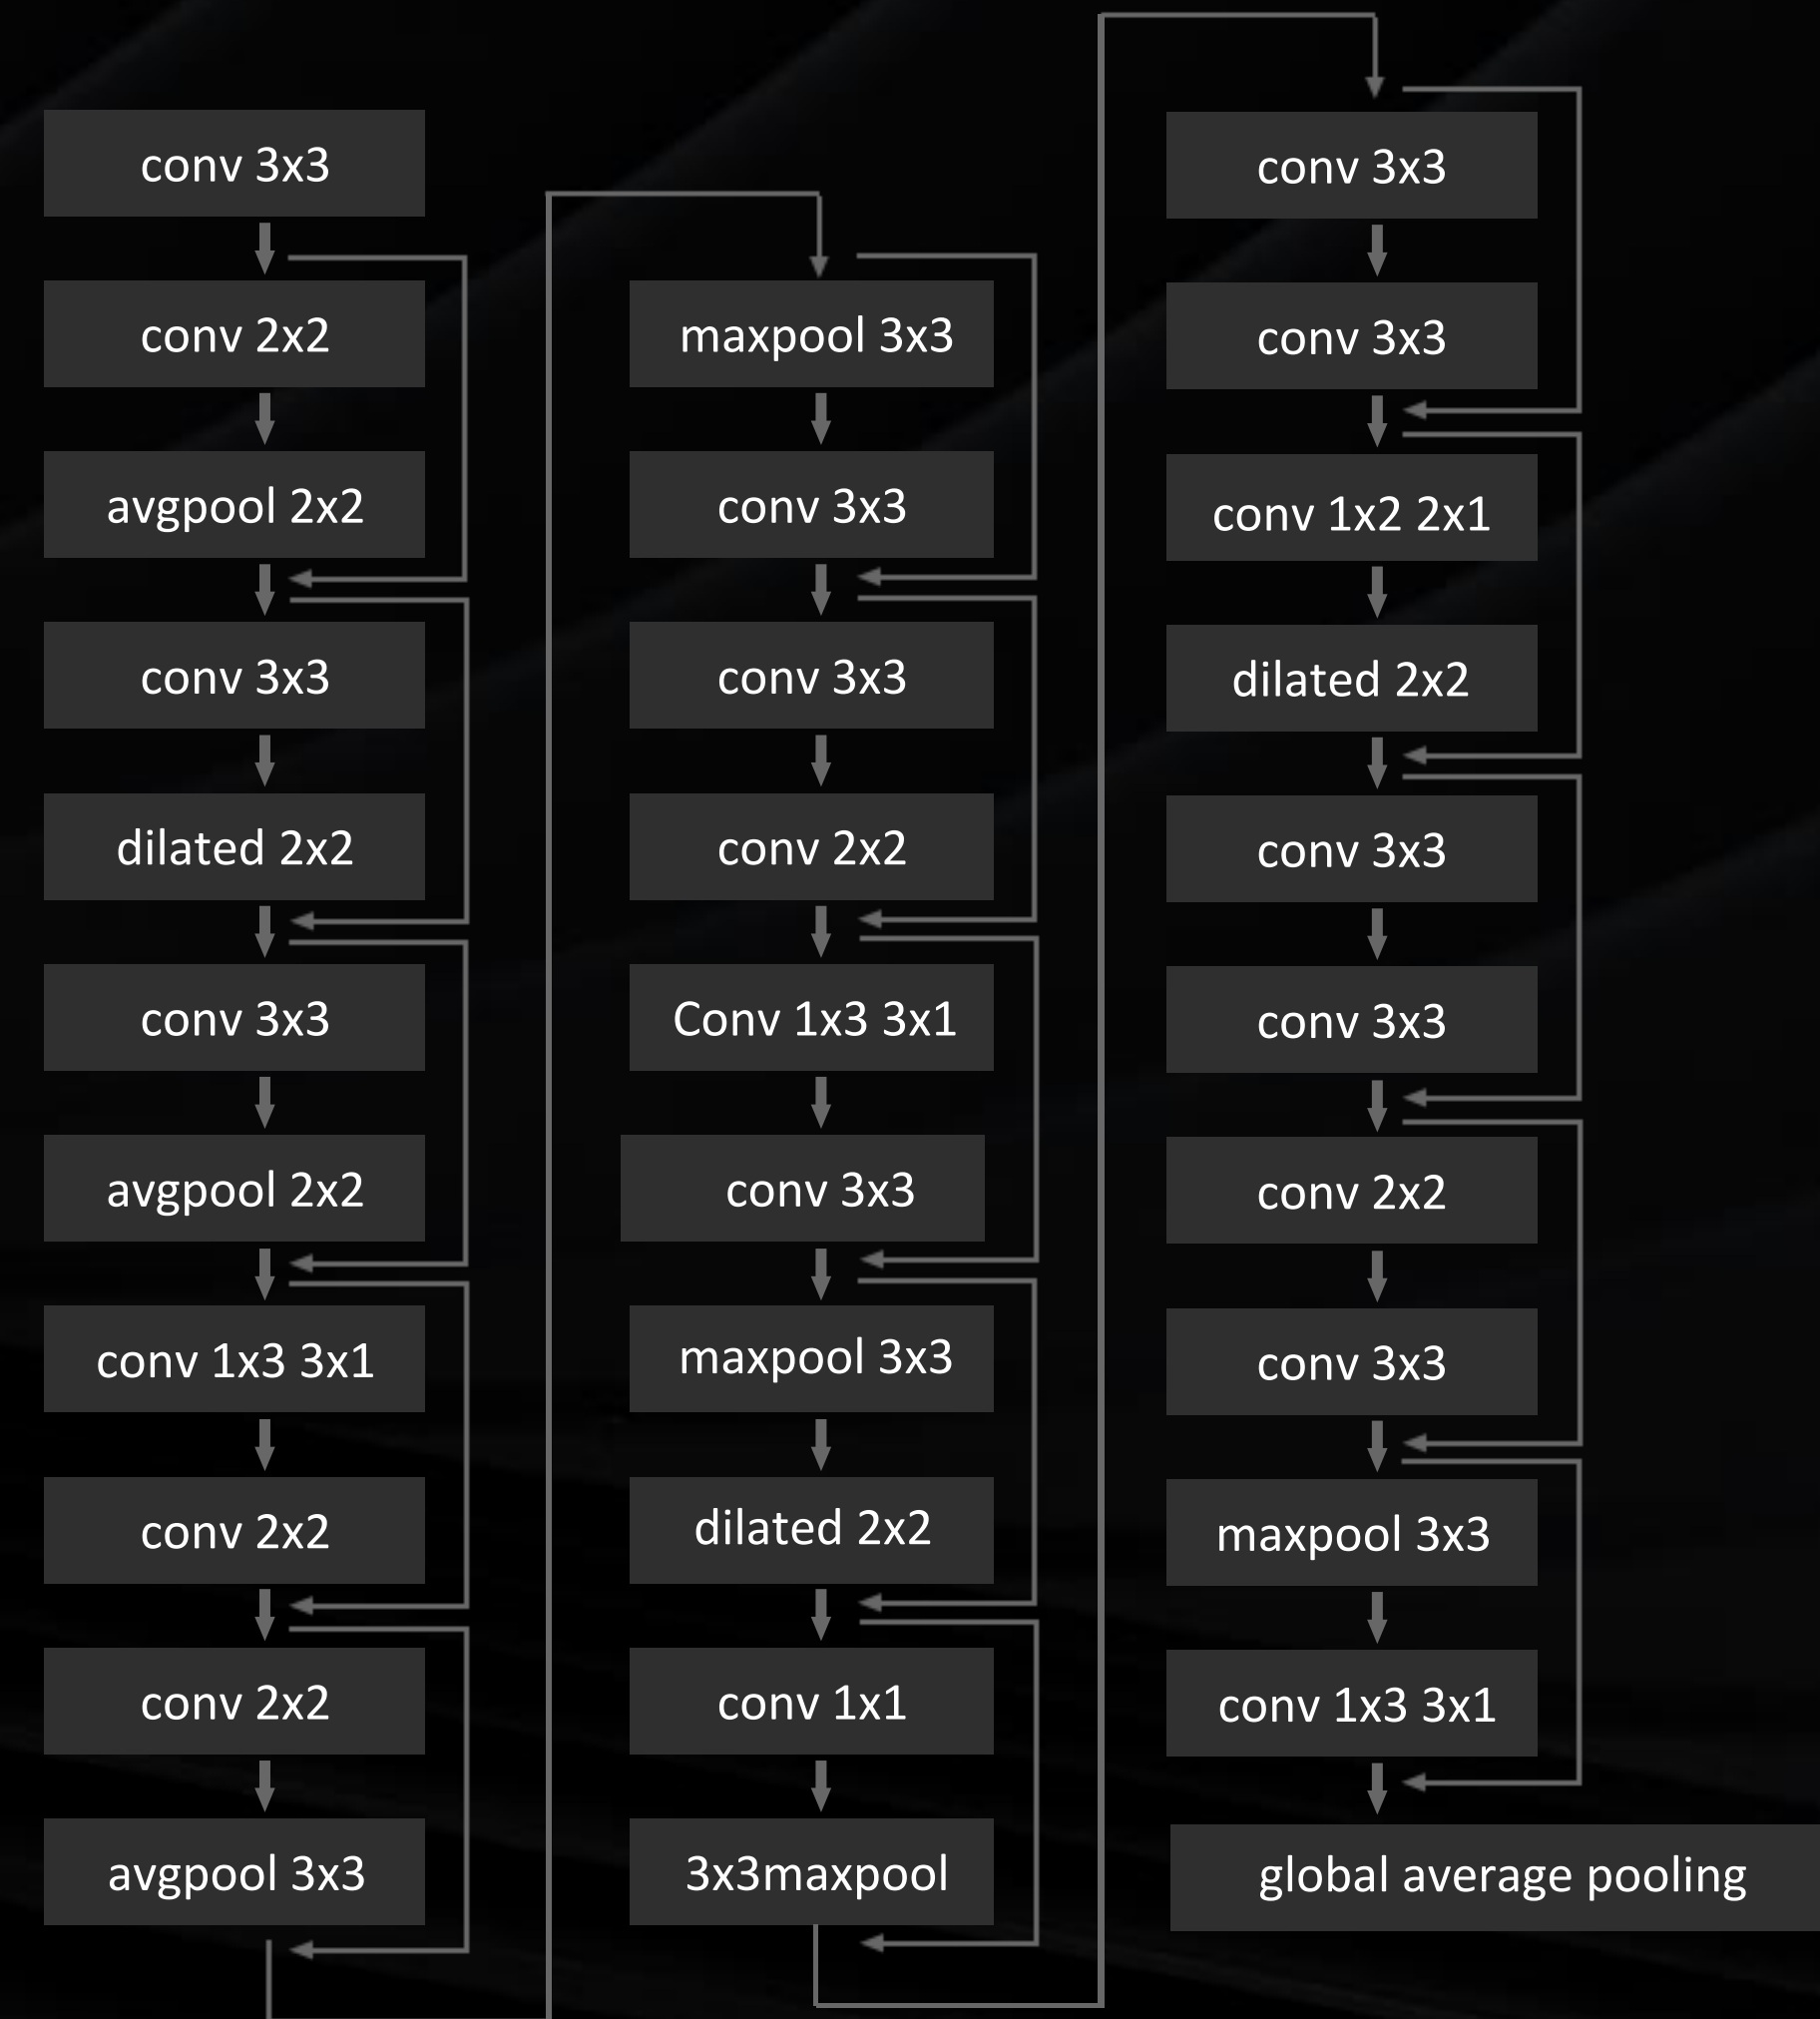 conv 3x3
conv 2x2
avgpool 2x2
conv 3x3
dilated 2x2
conv 3x3
avgpool 2x2
conv 1x3 3x1
conv 2x2
conv 2x2
avgpool 3x3
maxpool 3x3
conv 3x3
conv 3x3
conv 2x2
Conv 1x3 3x1
conv 3x3
maxpool 3x3
dilated 2x2
conv 1x1
3x3maxpool
conv 3x3
conv 3x3
conv 1x2 2x1
dilated 2x2
conv 3x3
conv 3x3
conv 2x2
conv 3x3
maxpool 3x3
conv 1x3 3x1
global average pooling